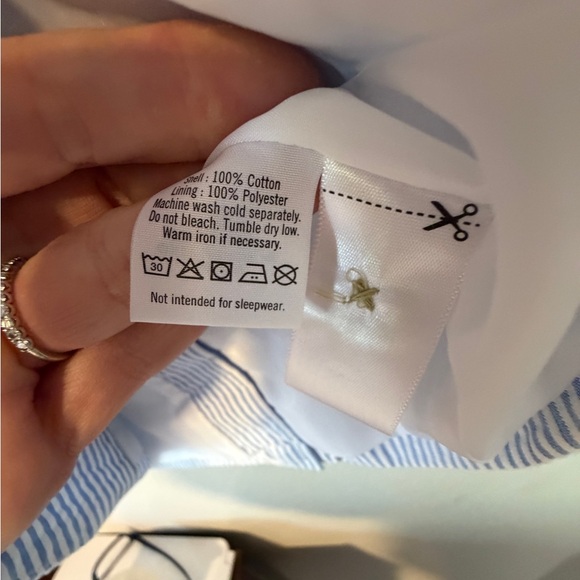 Shell : 100% Cotton
Lining : 100% Polyester
Machine wash cold separately.
Do not bleach. Tumble dry low.
Warm iron if necessary.
30
Not intended for sleepwear.